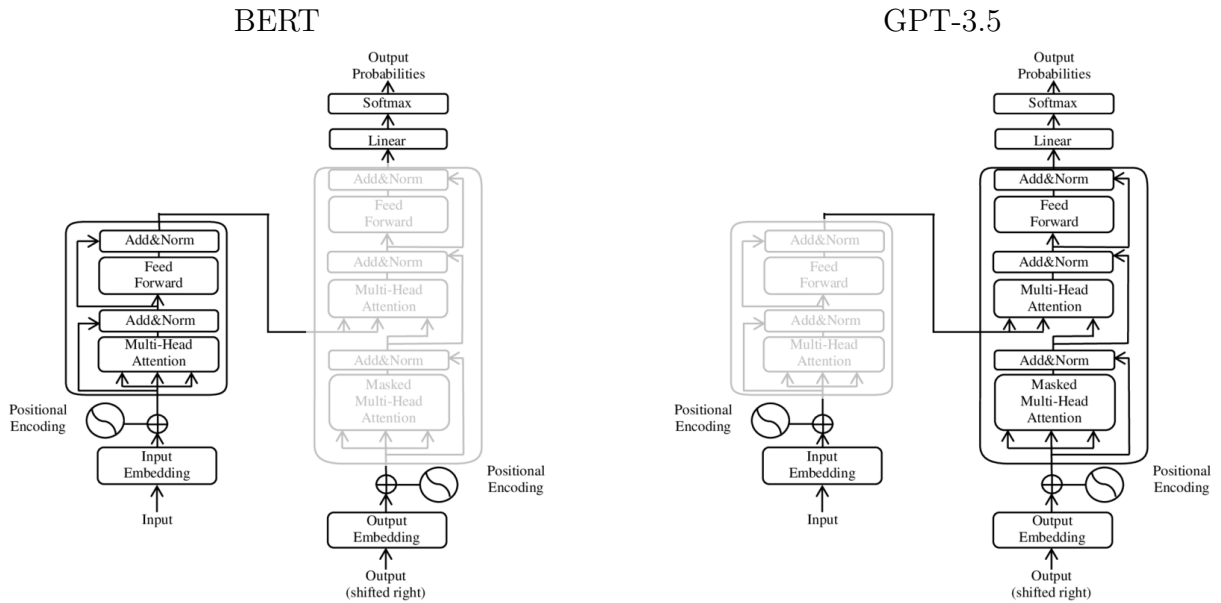 BERT
Output
Probabilities
Softmax
Linear
Add&Norm
Feed
Forward
Add&Norm
Multi-Head
Attention
Add&Norm
Masked
Multi-Head
Attention
Add&Norm
Feed
Forward
Add&Norm
Multi-Head
Attention
Positional
Encoding
Input
Embedding
Input
Positional
Encoding
Output
Embedding
Output
(shifted right)
GPT-3.5
Output
Probabilities
Softmax
Linear
Add&Norm
Feed
Forward
Add&Norm
Multi-Head
Attention
Add&Norm
Masked
Multi-Head
Attention
Add&Norm
Feed
Forward
Add&Norm
Multi-Head
Attention
Positional
Encoding
Input
Embedding
Input
Positional
Encoding
Output
Embedding
Output
(shifted right)